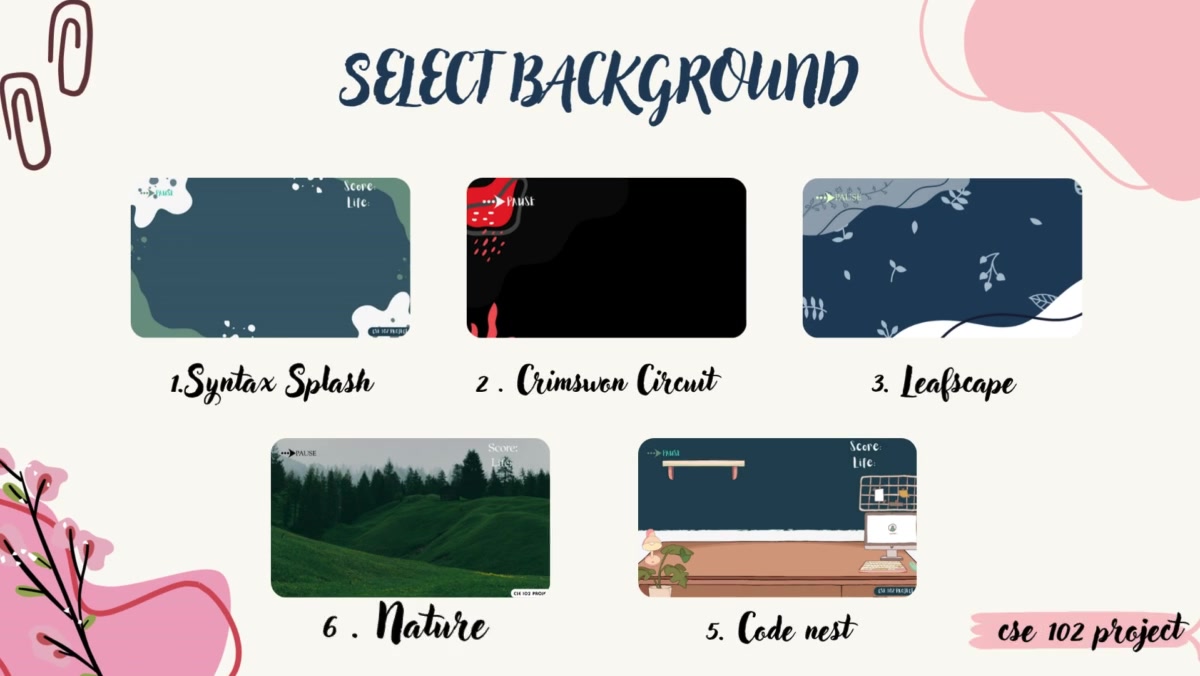 SELECT BACKGROUND
PAUSE
Score:
Life:
CSE 102 PROJECT
PAUSE
PAUSE
1.Syntax Splash
2 . Crimswon Circuit
3. Leafscape
PAUSE
Score:
Life:
CSE 102 PROJ
PAUSE
Score:
Life:
CSE 102 PROJECT
6 . Nature
5. Code nest
cse 102 project